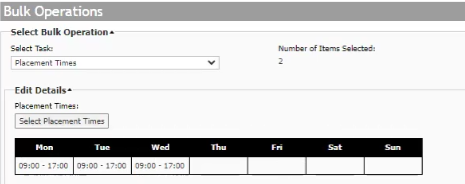 Bulk Operations
Select Bulk Operation
Select Task:
Number of Items Selected:
Placement Times
2
Edit Details
Placement Times:
Select Placement Times
Mon Tue Wed Thu Fri Sat Sun
09:00 - 17:00 09:00 - 17:00 09:00 - 17:00